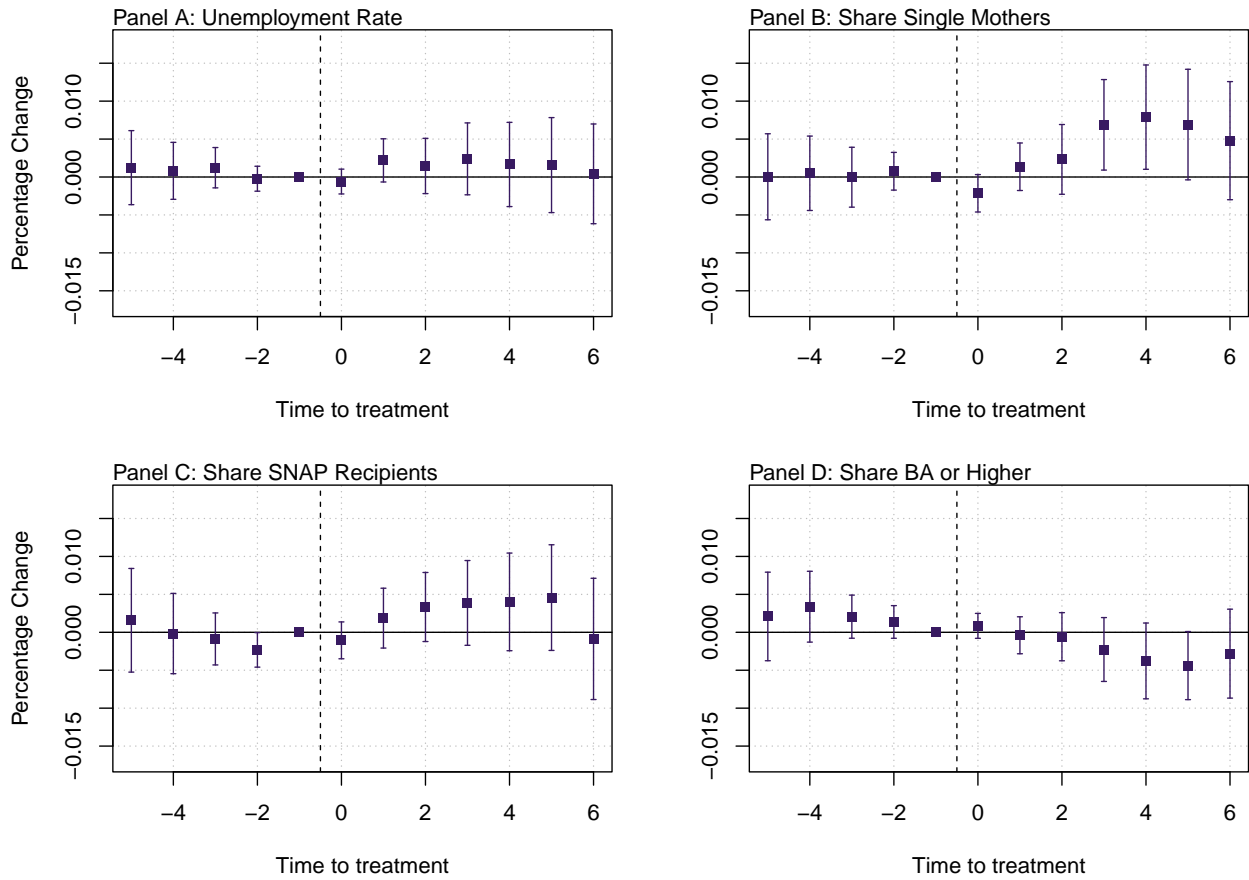 Panel A: Unemployment Rate
Percentage Change
0.010
0.000
−0.015
−4 −2 0 2 4 6
Time to treatment
Panel B: Share Single Mothers
0.010
0.000
−0.015
−4 −2 0 2 4 6
Time to treatment
Panel C: Share SNAP Recipients
Percentage Change
0.010
0.000
−0.015
−4 −2 0 2 4 6
Time to treatment
Panel D: Share BA or Higher
0.010
0.000
−0.015
−4 −2 0 2 4 6
Time to treatment